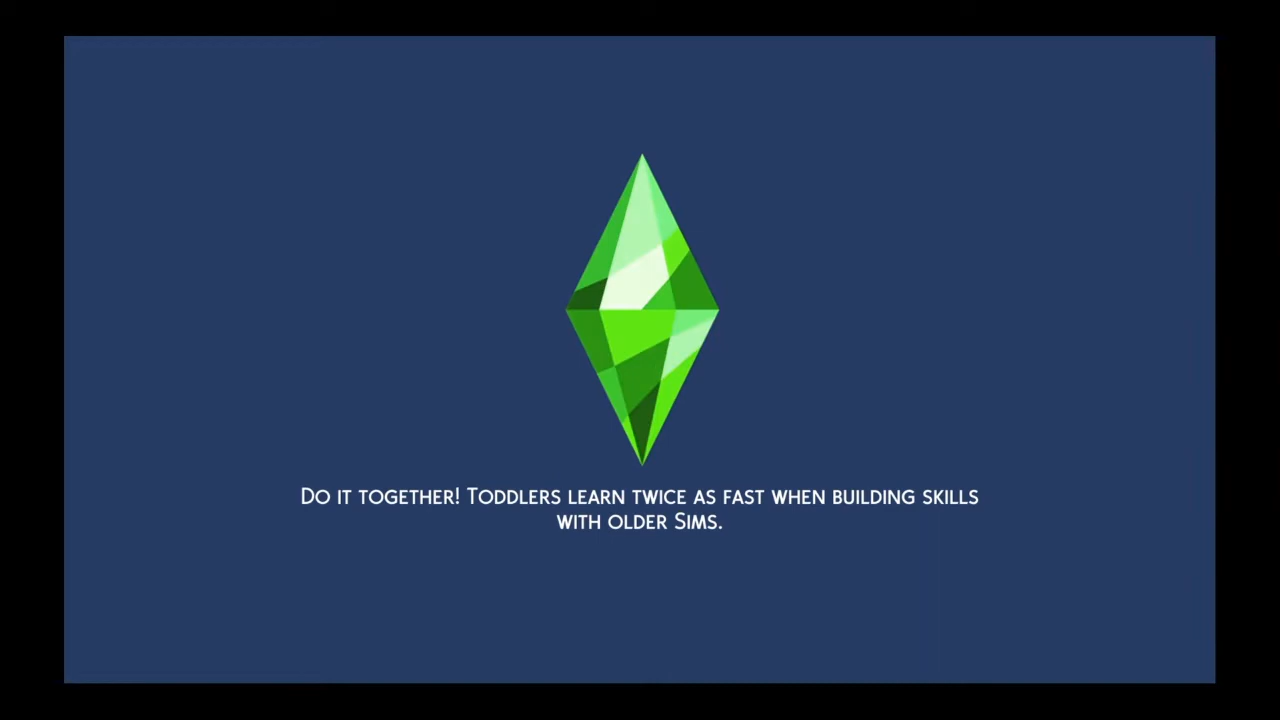 Do it together! Toddlers learn twice as fast when building skills
with older Sims.